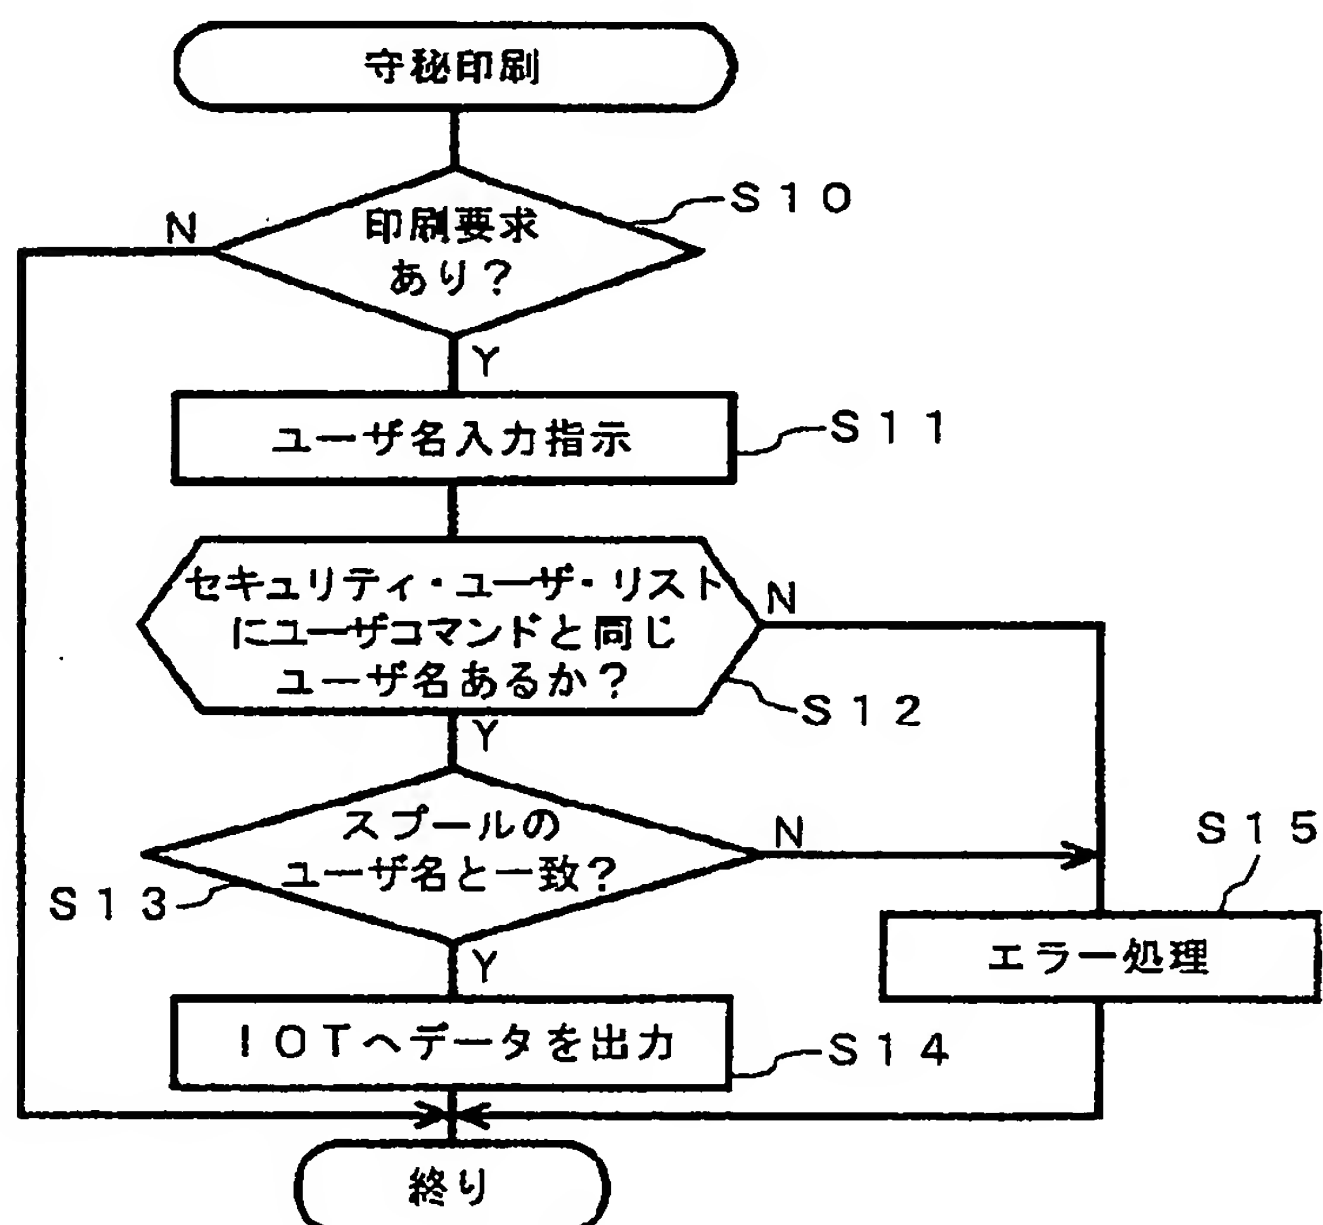 守秘印刷
S10
N
印刷要求
あり？
Y
ユーザ名入力指示
S11
セキュリティ・ユーザ・リスト
にユーザコマンドと同じ
ユーザ名あるか？
N
S12
Y
スプールの
ユーザ名と一致？
N
S13
S15
エラー処理
Y
IOTへデータを出力
S14
終り